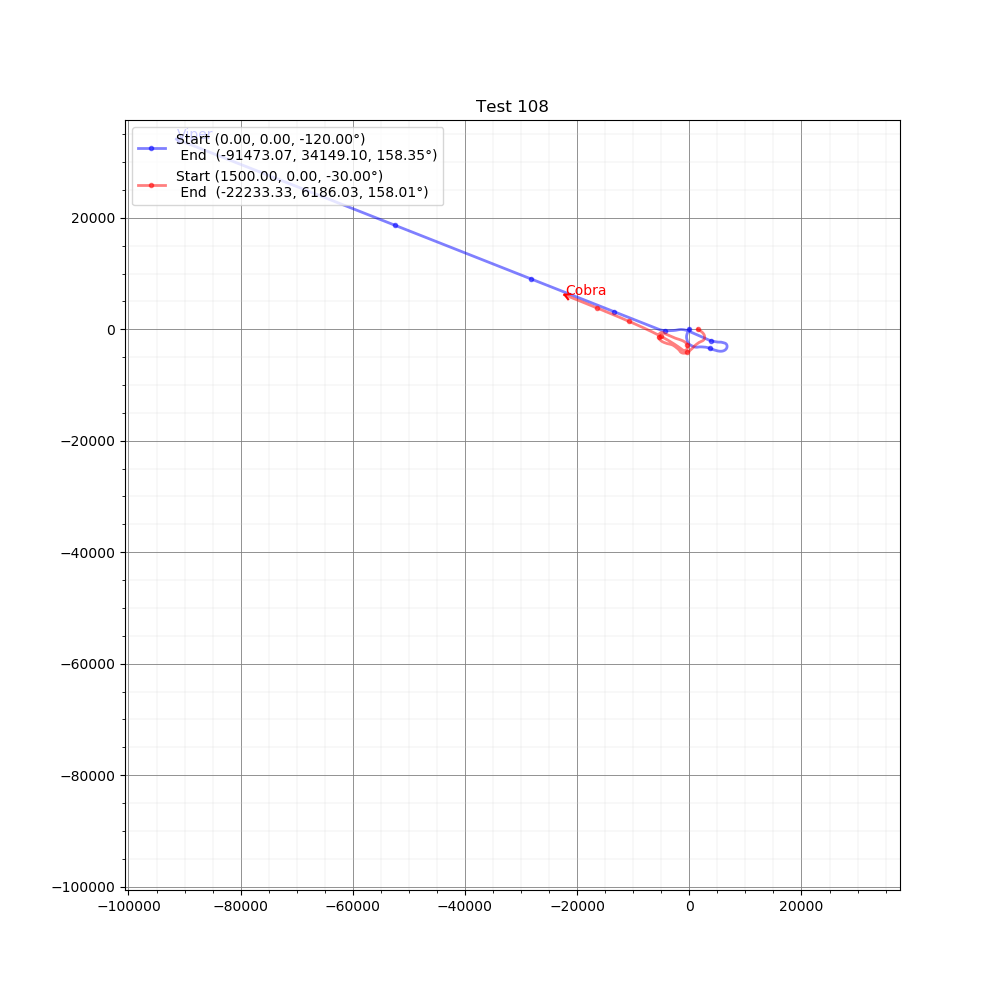 Test 108
Viper
Start (0.00, 0.00, -120.00°)
End (-91473.07, 34149.10, 158.35°)
Start (1500.00, 0.00, -30.00°)
End (-22233.33, 6186.03, 158.01°)
Cobra
20000
0
−20000
−40000
−60000
−80000
−100000
−100000 −80000 −60000 −40000 −20000 0 20000